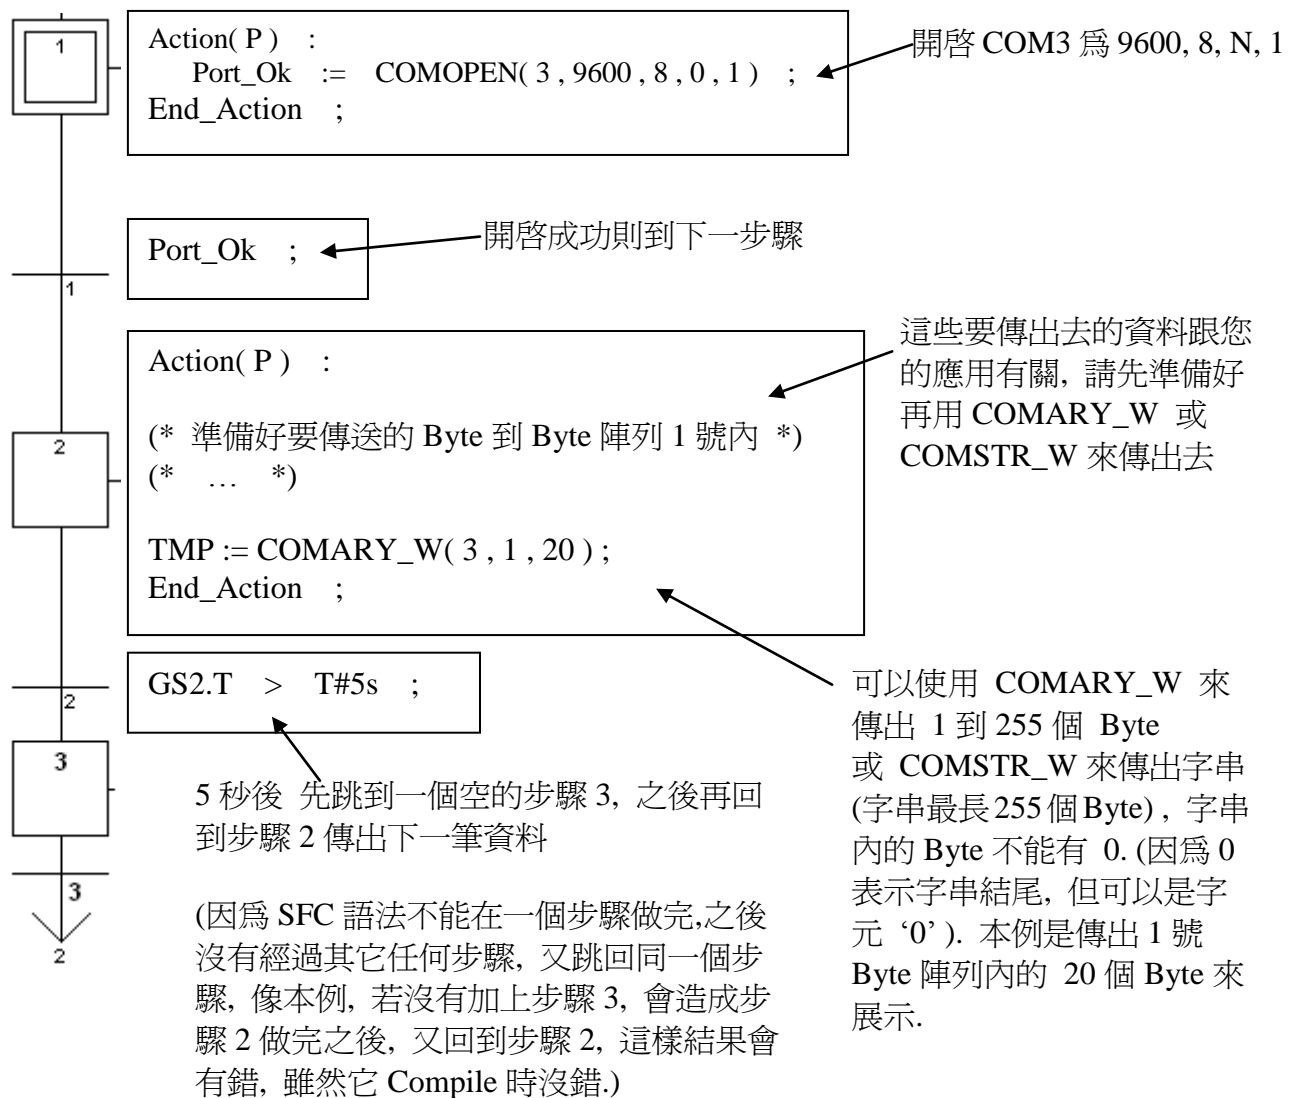 1
Action( P ) :
Port_Ok := COMOPEN( 3 , 9600 , 8 , 0 , 1 ) ;
End_Action ;
開啓 COM3 爲 9600, 8, N, 1
Port_Ok ;
開啓成功則到下一步驟
1
Action( P ) :
(* 準備好要傳送的 Byte 到 Byte 陣列 1 號內 *)
(* … *)
TMP := COMARY_W( 3 , 1 , 20 ) ;
End_Action ;
2
這些要傳出去的資料跟您
的應用有關, 請先準備好
再用 COMARY_W 或
COMSTR_W 來傳出去
GS2.T > T#5s ;
2
3
5 秒後 先跳到一個空的步驟 3, 之後再回
到步驟 2 傳出下一筆資料
(因爲 SFC 語法不能在一個步驟做完,之後
沒有經過其它任何步驟, 又跳回同一個步
驟, 像本例, 若沒有加上步驟 3, 會造成步
驟 2 做完之後, 又回到步驟 2, 這樣結果會
有錯, 雖然它 Compile 時沒錯.)
3
2
可以使用 COMARY_W 來
傳出 1 到 255 個 Byte
或 COMSTR_W 來傳出字串
(字串最長 255 個 Byte) , 字串
內的 Byte 不能有 0. (因爲 0
表示字串結尾, 但可以是字
元 ‘0’ ). 本例是傳出 1 號
Byte 陣列內的 20 個 Byte 來
展示.